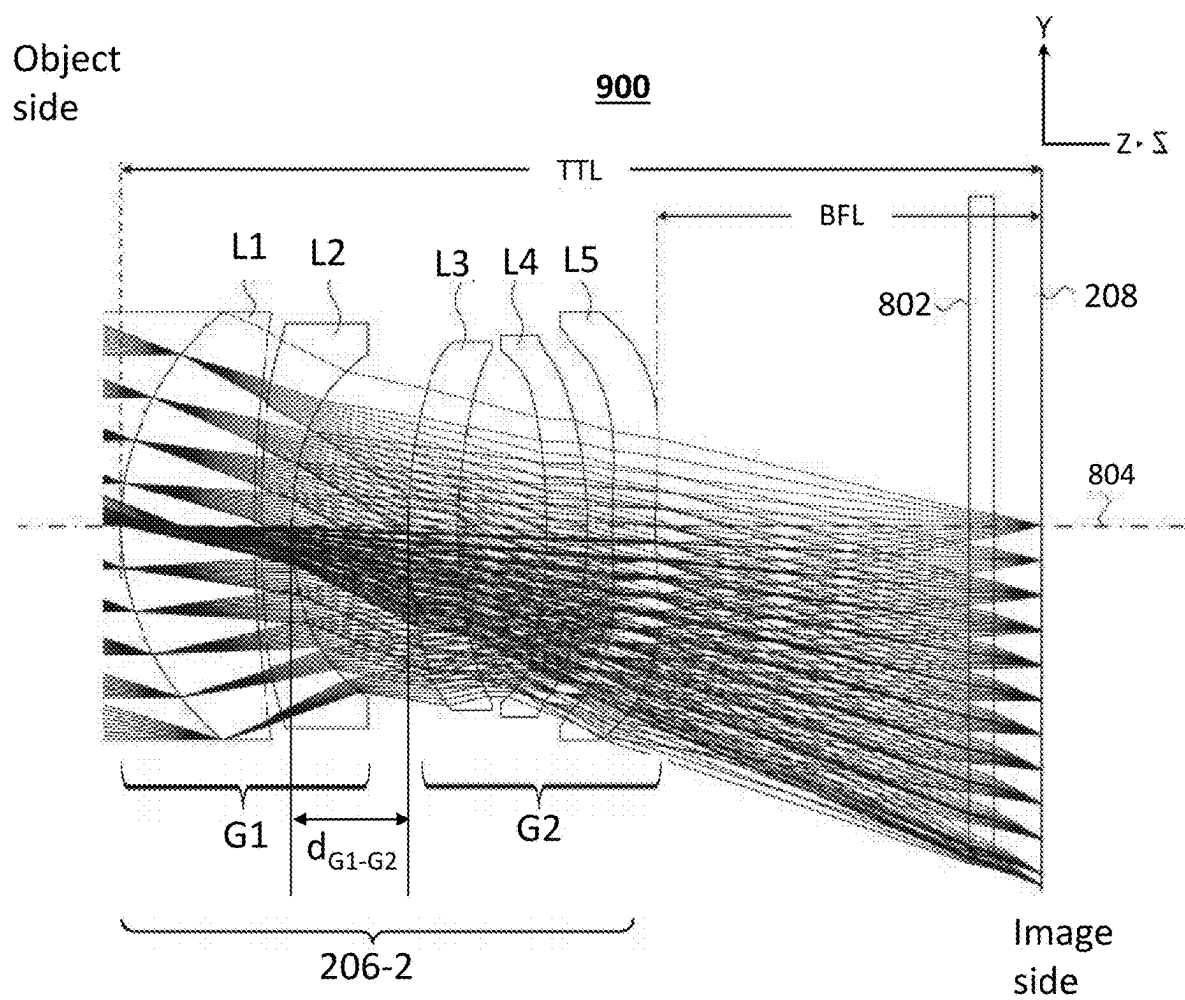 Object
side
900
Y
Z
TTL
BFL
L1
L2
L3
L4
L5
802
208
804
G1
G2
dG1-G2
206-2
Image
side